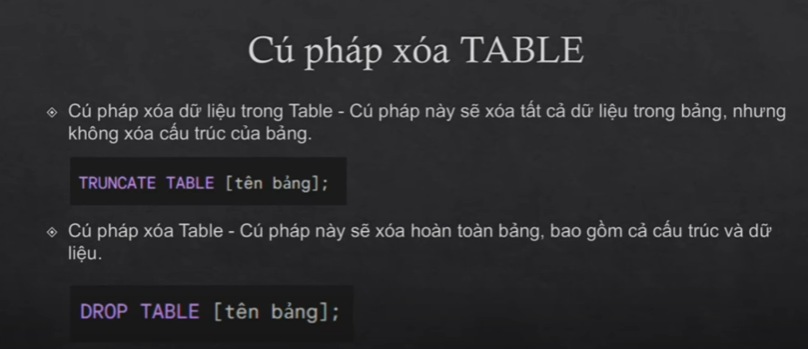 Cú pháp xóa TABLE
Cú pháp xóa dữ liệu trong Table - Cú pháp này sẽ xóa tất cả dữ liệu trong bảng, nhưng
không xóa cấu trúc của bảng.
TRUNCATE TABLE [tên bảng];
Cú pháp xóa Table - Cú pháp này sẽ xóa hoàn toàn bảng, bao gồm cả cấu trúc và dữ
liệu.
DROP TABLE [tên bảng];